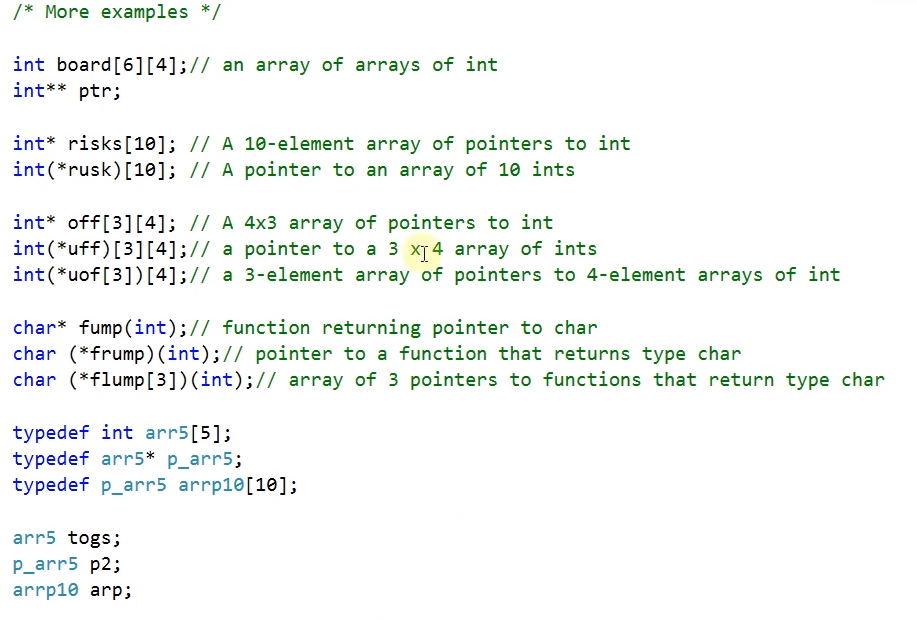 /* More examples */
int board[6][4];// an array of arrays of int
int** ptr;
int* risks[10]; // A 10-element array of pointers to int
int(*rusk)[10]; // A pointer to an array of 10 ints
int* off[3][4]; // A 4x3 array of pointers to int
int(*uff)[3][4];// a pointer to a 3 x 4 array of ints
int(*uof[3])[4];// a 3-element array of pointers to 4-element arrays of int
char* fump(int);// function returning pointer to char
char (*frump)(int);// pointer to a function that returns type char
char (*flump[3])(int);// array of 3 pointers to functions that return type char
typedef int arr5[5];
typedef arr5* p_arr5;
typedef p_arr5 arrp10[10];
arr5 togs;
p_arr5 p2;
arrp10 arp;